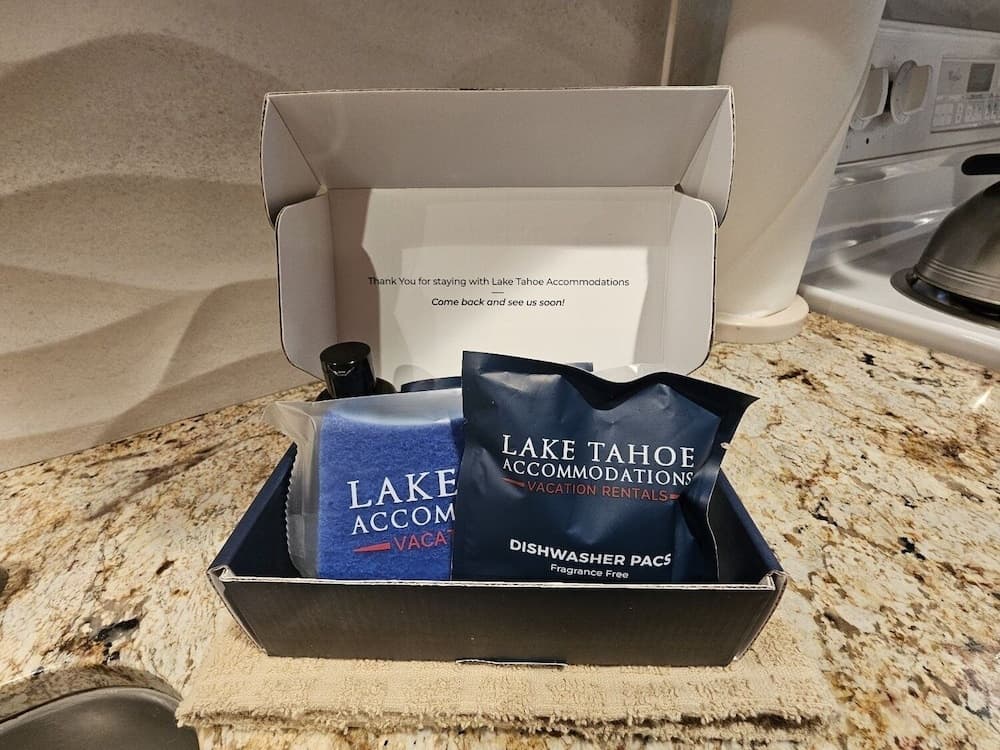 Thank You for staying with Lake Tahoe Accommodations
Come back and see us soon!
LAKE
ACCOM
VACAT
LAKE TAHOE
ACCOMMODATIONS
VACATION RENTALS
DISHWASHER PACS
Fragrance Free